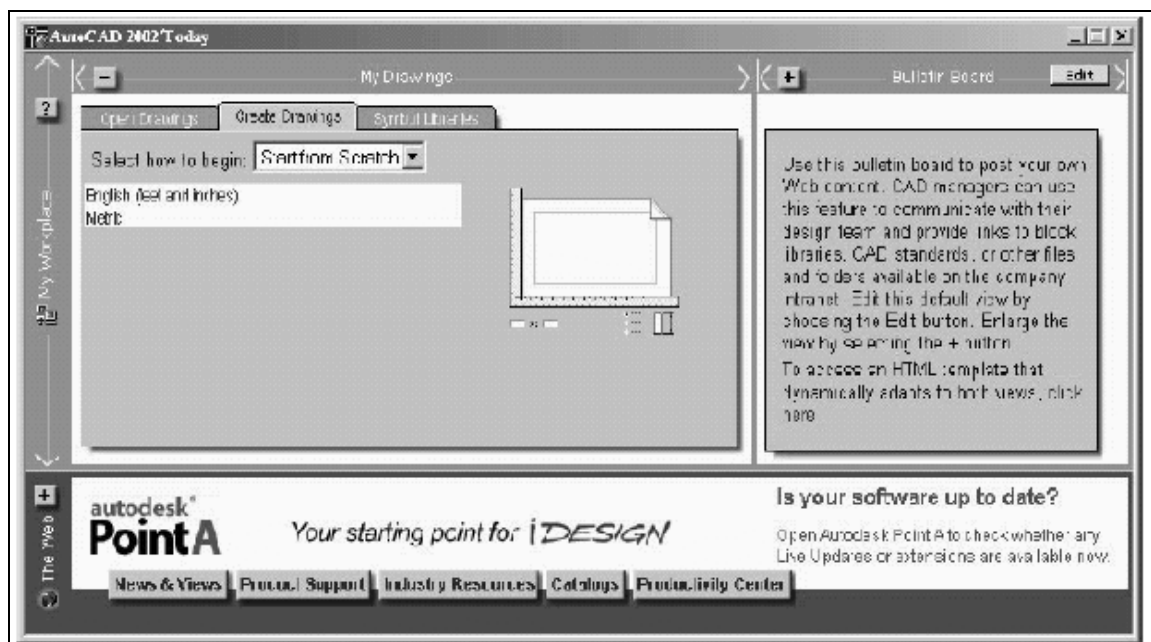 AutoCAD 2002 Today
My Drawings
Bulletin Board
Edit
?
Open Drawings
Create Drawings
Symbol Libraries
Select how to begin:
Start from Scratch
English (feet and inches)
Metric
My Workplace
Use this bulletin board to post your own
Web content. CAD managers can use
this feature to communicate with their
design team and provide links to block
libraries, CAD standards, or other files
and folders available on the company
intranet. Edit this default view by
choosing the Edit button. Enlarge the
view by selecting the + button.
To access an HTML template that
dynamically adapts to both views, click
here
The Web
autodesk®
Point A
Your starting point for iDESIGN
Is your software up to date?
Open Autodesk Point A to check whether any
Live Updates or extensions are available now.
News & Views
Product Support
Industry Resources
Catalogs
Productivity Center